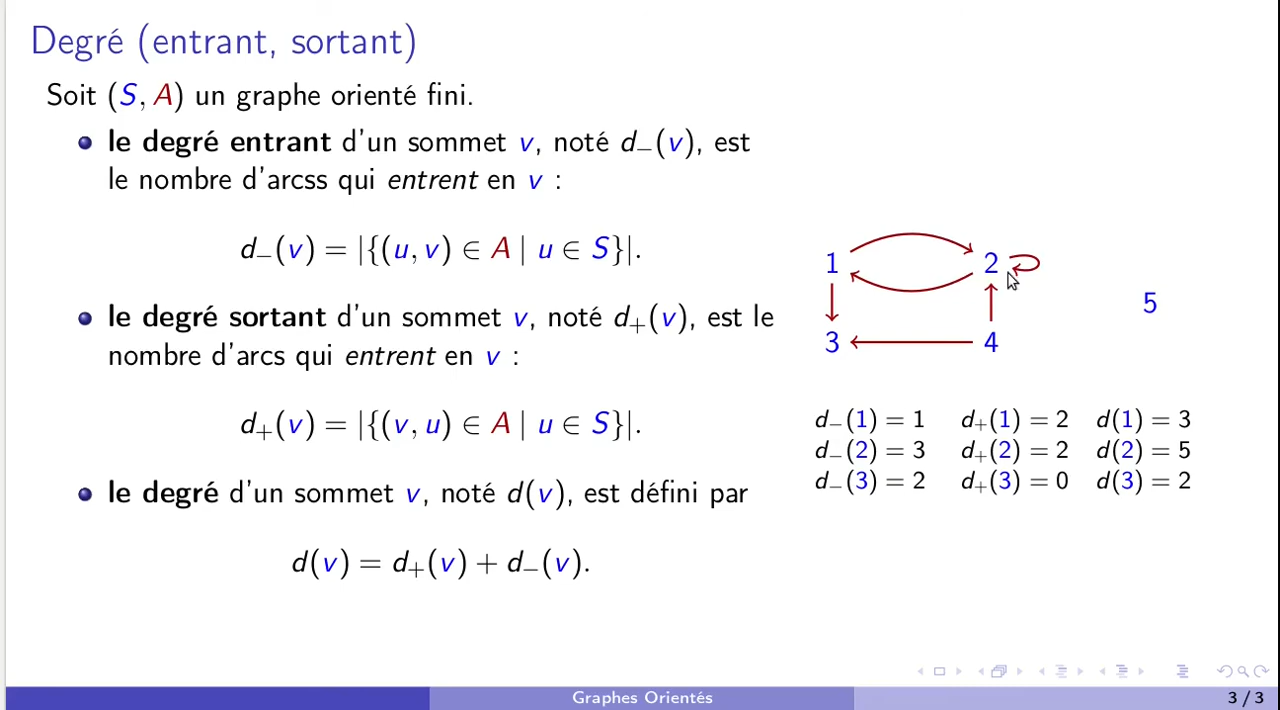 Degré (entrant, sortant)
Soit (S, A) un graphe orienté fini.
le degré entrant d'un sommet v, noté d₋(v), est
le nombre d'arcss qui entrent en v :
d₋(v) = |{(u, v) ∈ A | u ∈ S}|.
le degré sortant d'un sommet v, noté d₊(v), est le
nombre d'arcs qui entrent en v :
d₊(v) = |{(v, u) ∈ A | u ∈ S}|.
le degré d'un sommet v, noté d(v), est défini par
d(v) = d₊(v) + d₋(v).
1 2
5
3 4
d₋(1) = 1 d₊(1) = 2 d(1) = 3
d₋(2) = 3 d₊(2) = 2 d(2) = 5
d₋(3) = 2 d₊(3) = 0 d(3) = 2
Graphes Orientés
3 / 3